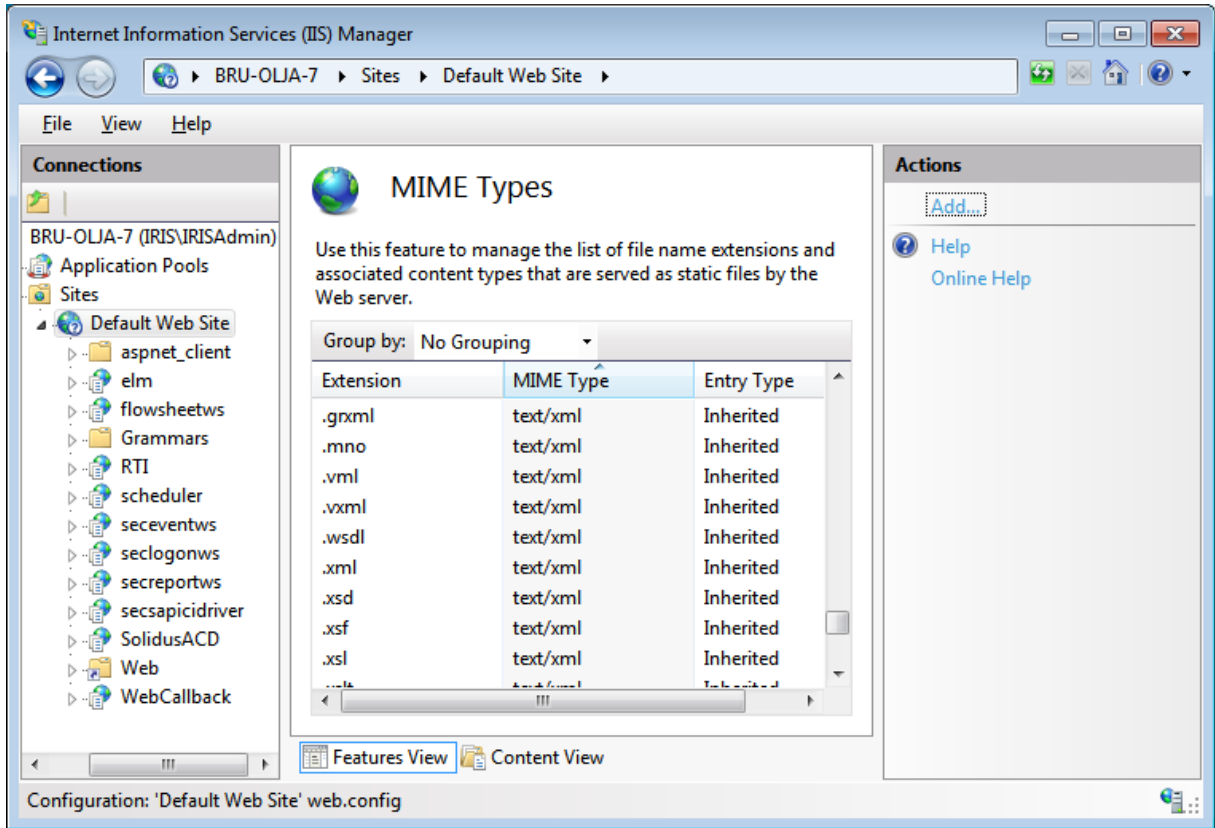 Internet Information Services (IIS) Manager
BRU-OLJA-7 Sites Default Web Site
File View Help
Connections
BRU-OLJA-7 (IRIS\IRISAdmin)
Application Pools
Sites
Default Web Site
aspnet_client
elm
flowsheetws
Grammars
RTI
scheduler
seceventws
seclogonws
secreportws
secsapicidriver
SolidusACD
Web
WebCallback
MIME Types
Use this feature to manage the list of file name extensions and
associated content types that are served as static files by the
Web server.
Group by: No Grouping
Extension MIME Type Entry Type
.grxml text/xml Inherited
.mno text/xml Inherited
.vml text/xml Inherited
.vxml text/xml Inherited
.wsdl text/xml Inherited
.xml text/xml Inherited
.xsd text/xml Inherited
.xsf text/xml Inherited
.xsl text/xml Inherited
Features View Content View
Actions
Add...
Help
Online Help
Configuration: 'Default Web Site' web.config